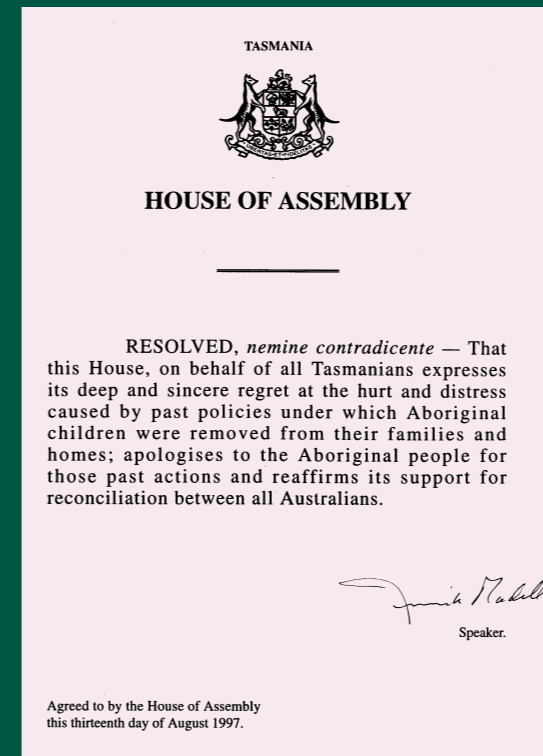 TASMANIA
LIBERTAS·ET·FIDELITAS
HOUSE OF ASSEMBLY
RESOLVED, nemine contradicente — That
this House, on behalf of all Tasmanians expresses
its deep and sincere regret at the hurt and distress
caused by past policies under which Aboriginal
children were removed from their families and
homes; apologises to the Aboriginal people for
those past actions and reaffirms its support for
reconciliation between all Australians.
Speaker.
Agreed to by the House of Assembly
this thirteenth day of August 1997.